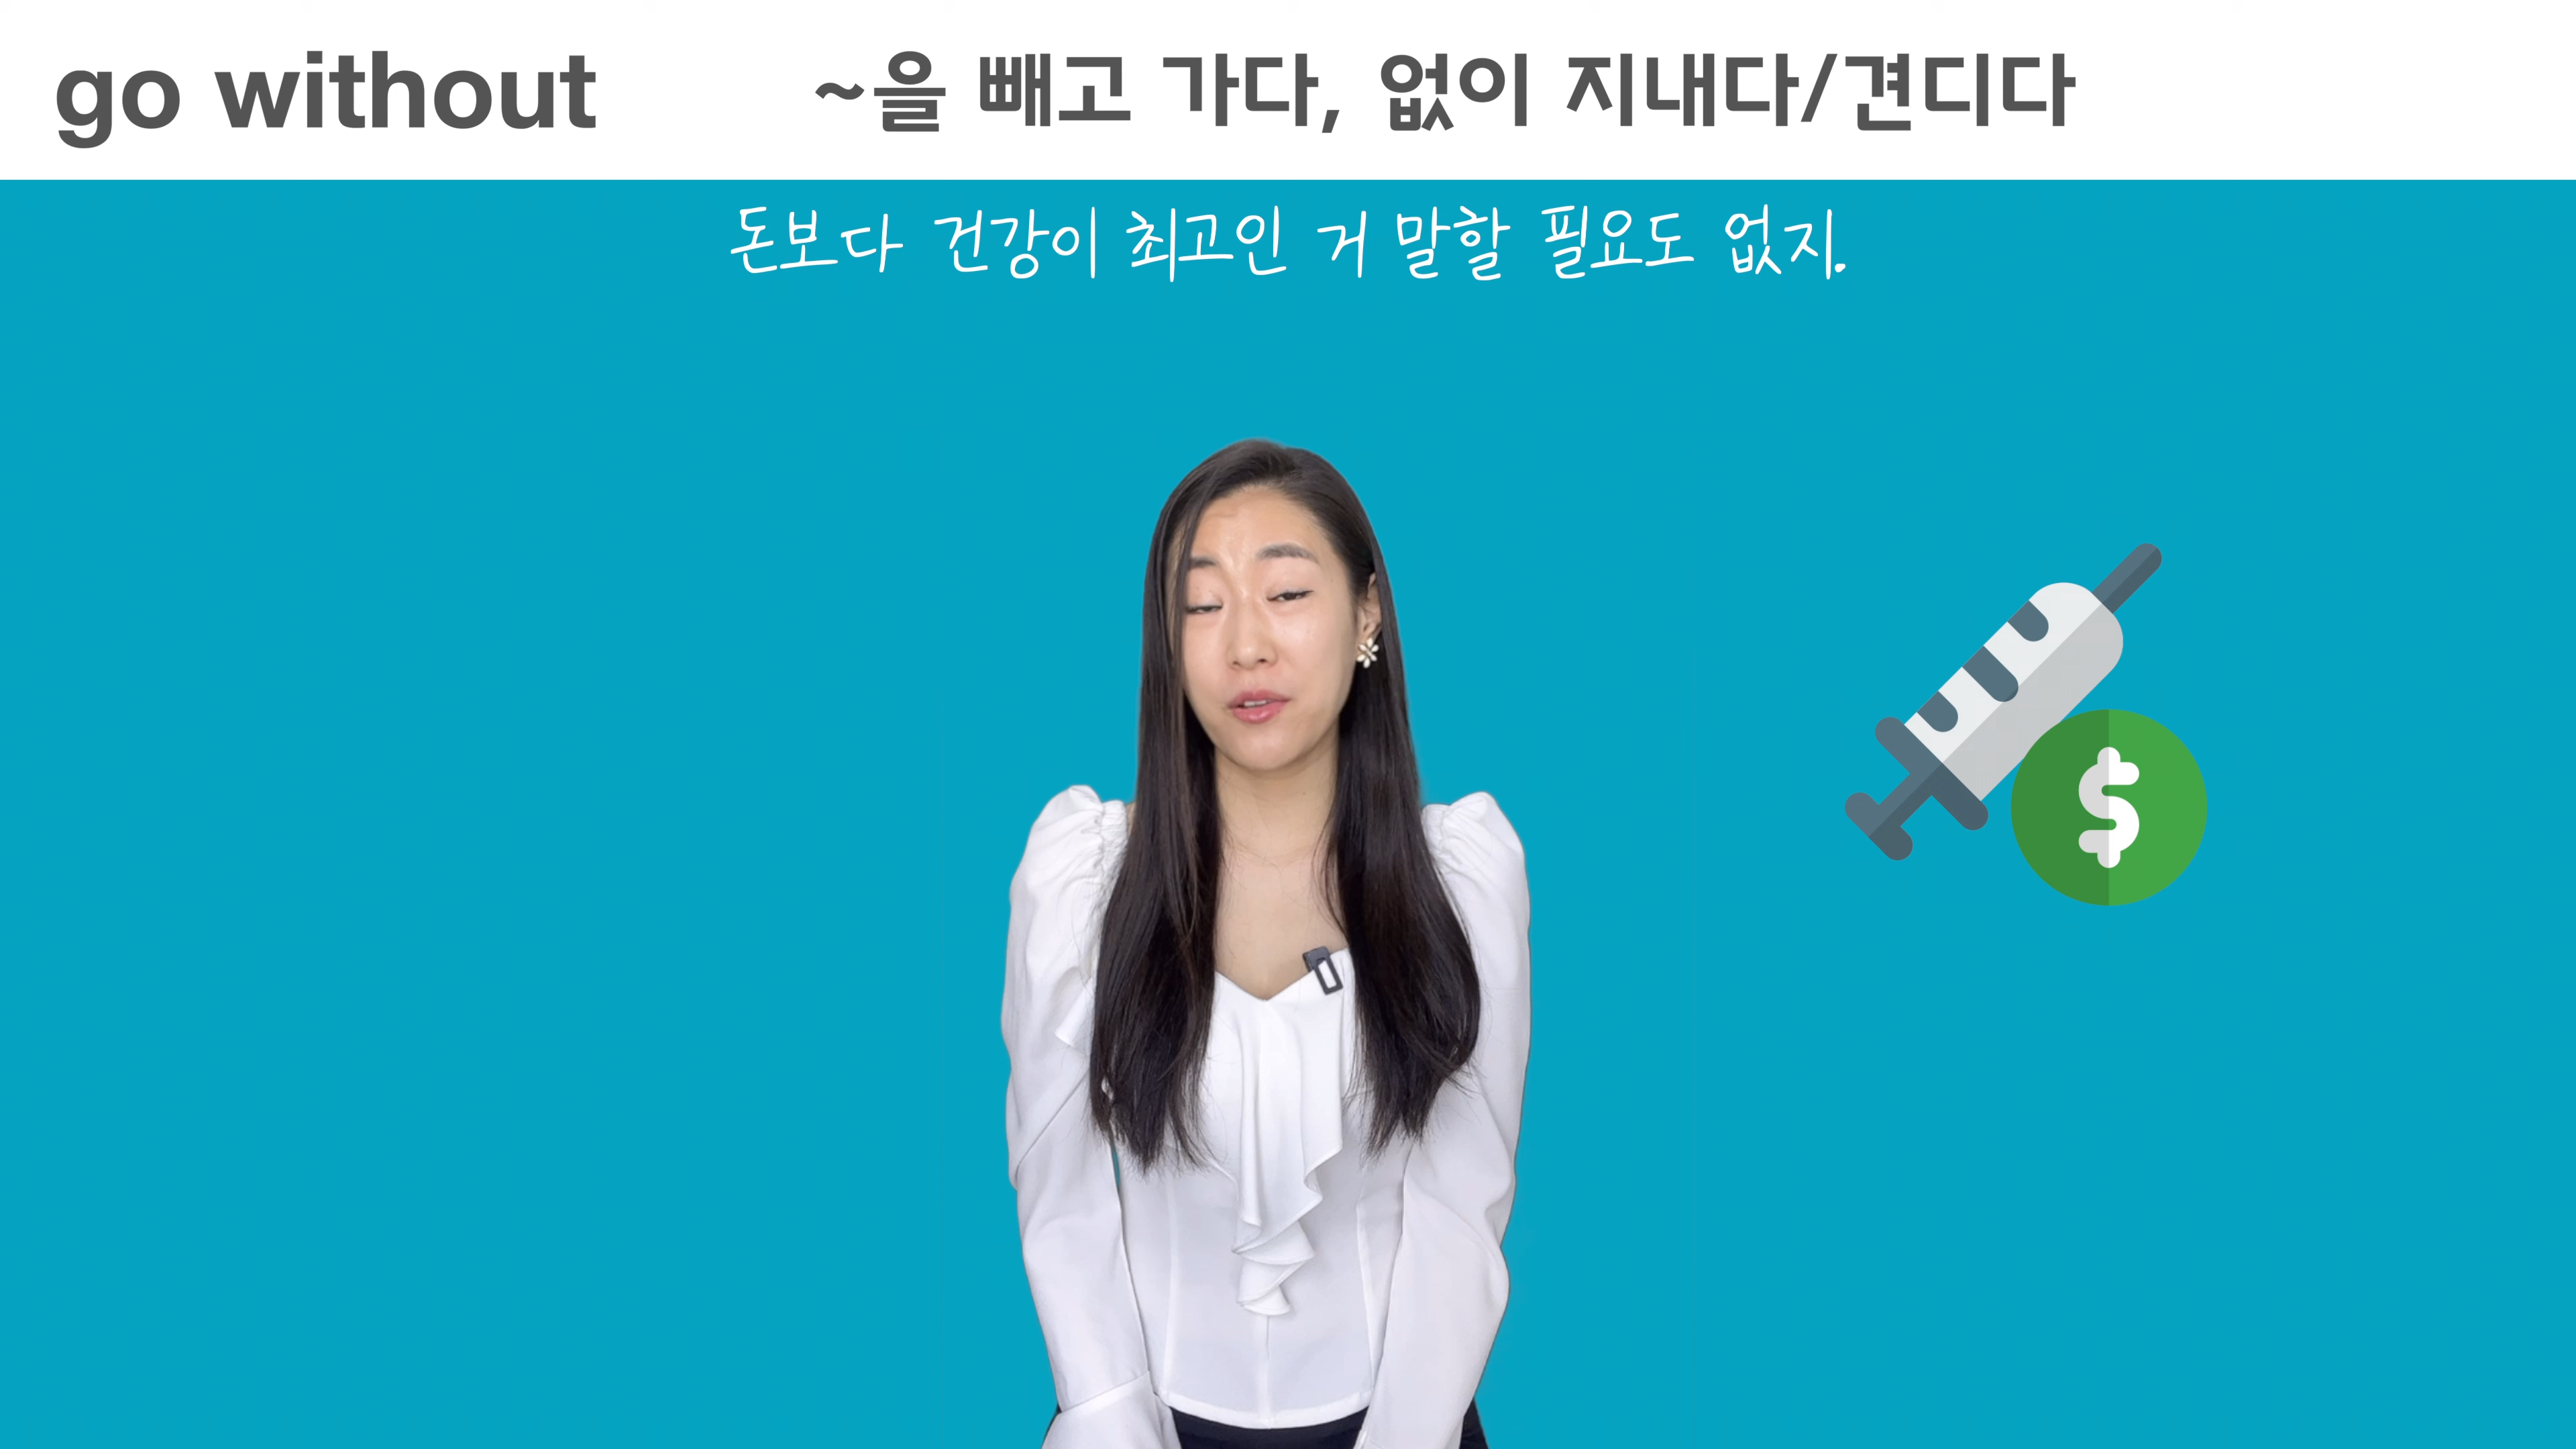 go without ~을 빼고 가다, 없이 지내다/견디다
돈보다 건강이 최고인 거 말할 필요도 없지.
$